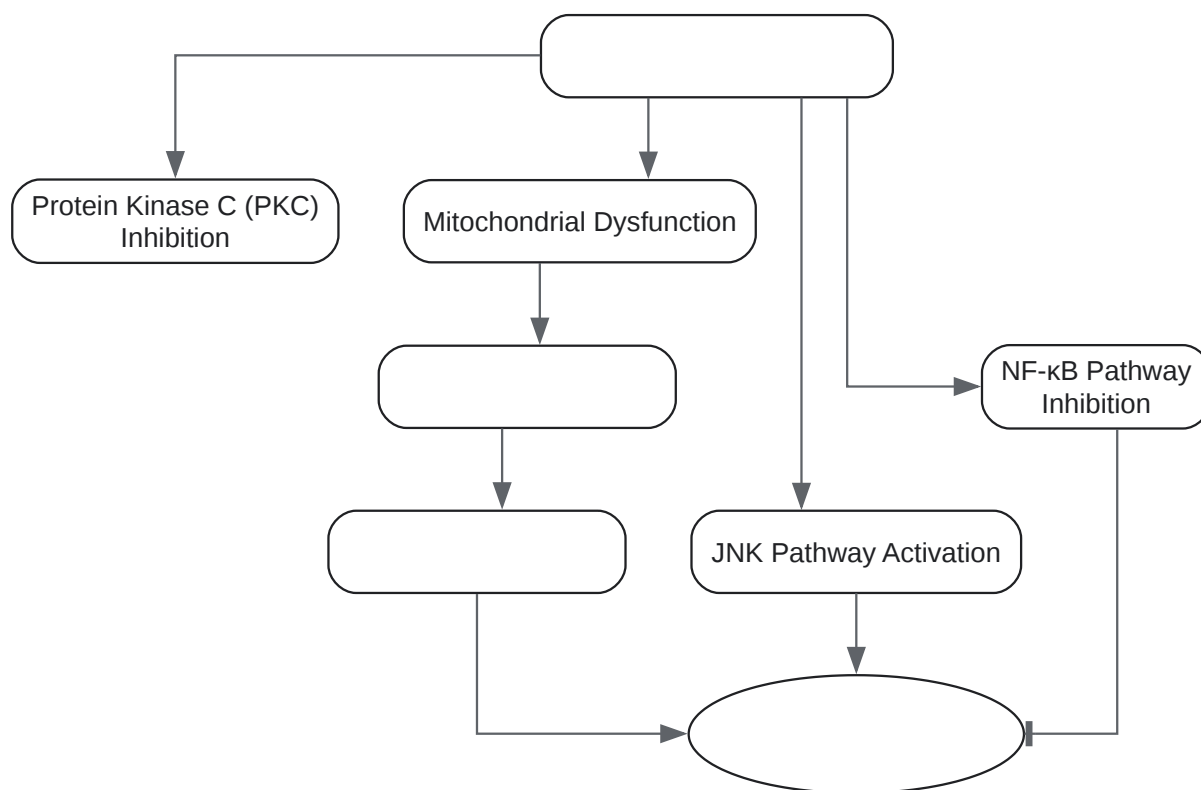 Protein Kinase C (PKC)
Inhibition
Mitochondrial Dysfunction
NF-κB Pathway
Inhibition
JNK Pathway Activation